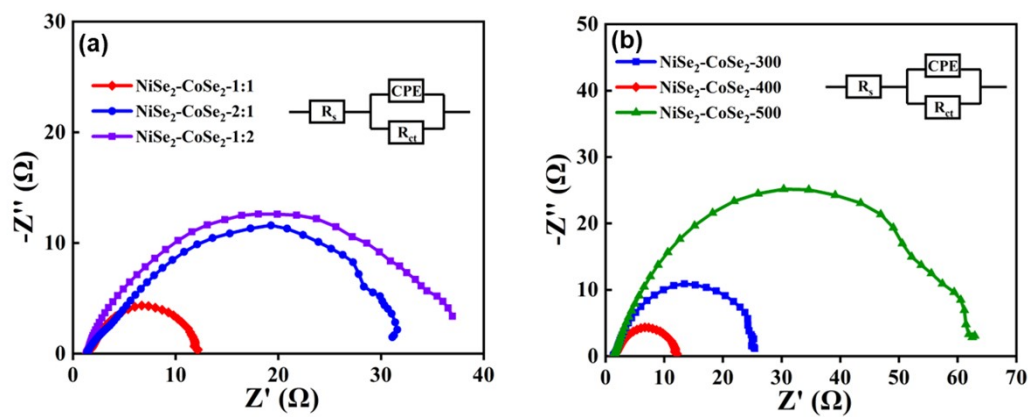 (a)
-Z'' (Ω)
30
20
10
0
0 10 20 30 40
Z' (Ω)
NiSe₂-CoSe₂-1:1
NiSe₂-CoSe₂-2:1
NiSe₂-CoSe₂-1:2
CPE
Rₛ
R_ct
(b)
-Z'' (Ω)
50
40
30
20
10
0
0 10 20 30 40 50 60 70
Z' (Ω)
NiSe₂-CoSe₂-300
NiSe₂-CoSe₂-400
NiSe₂-CoSe₂-500
CPE
Rₛ
R_ct